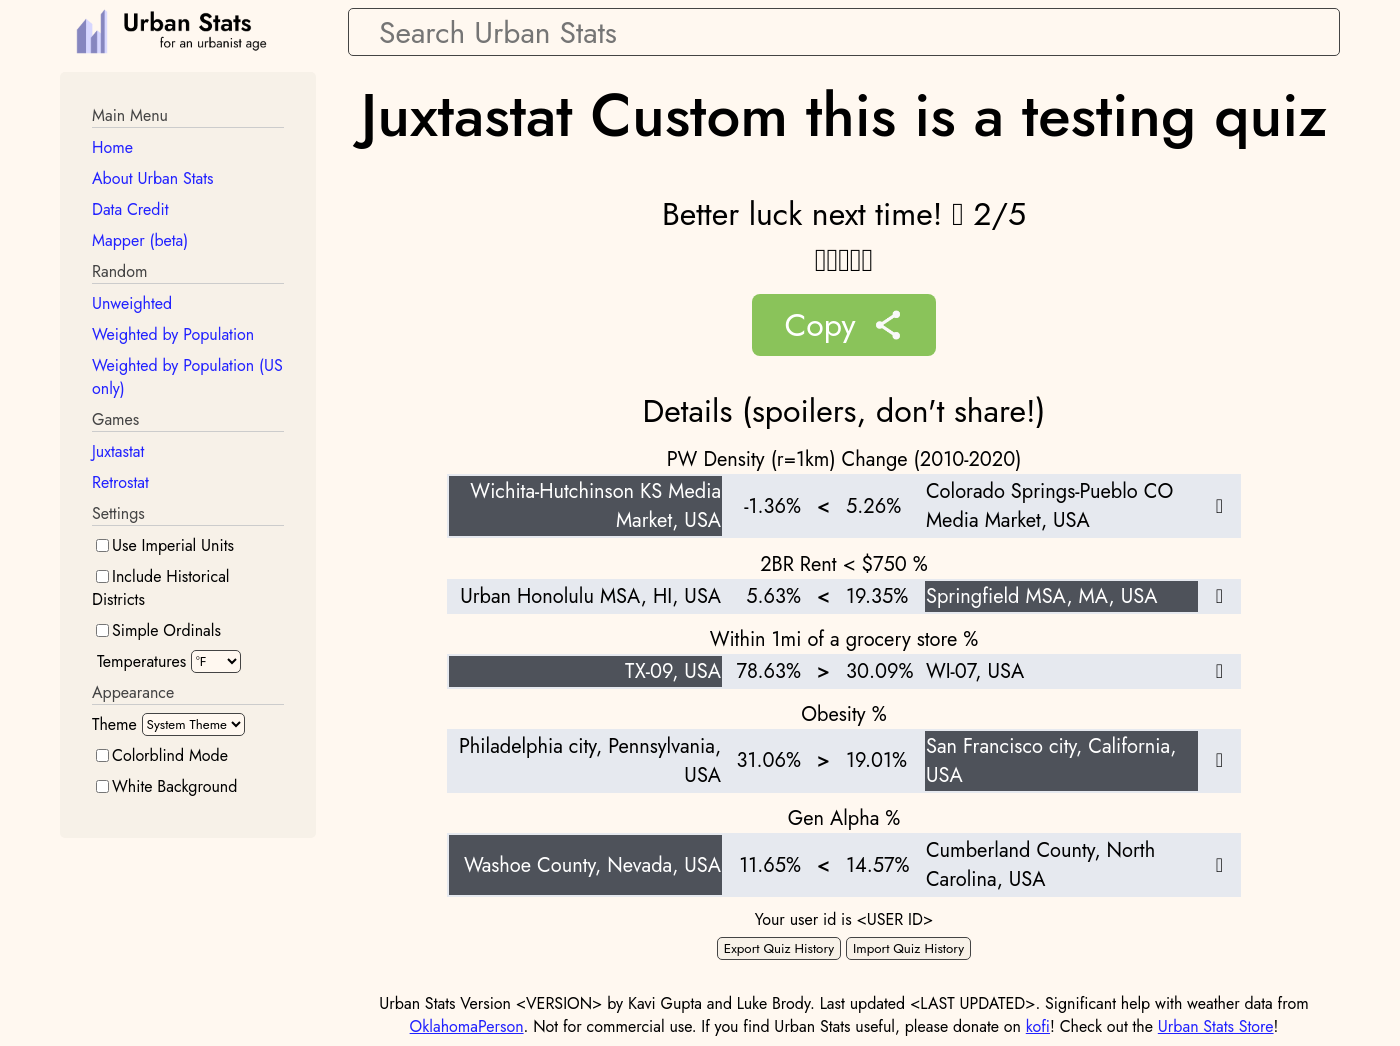 Urban Stats
for an urbanist age
Search Urban Stats
Main Menu
Home
About Urban Stats
Data Credit
Mapper (beta)
Random
Unweighted
Weighted by Population
Weighted by Population (US
only)
Games
Juxtastat
Retrostat
Settings
Use Imperial Units
Include Historical
Districts
Simple Ordinals
Temperatures °F
Appearance
Theme System Theme
Colorblind Mode
White Background
Juxtastat Custom this is a testing quiz
Better luck next time! 2/5
Copy
Details (spoilers, don't share!)
PW Density (r=1km) Change (2010-2020)
Wichita-Hutchinson KS Media
Market, USA
-1.36% < 5.26%
Colorado Springs-Pueblo CO
Media Market, USA
2BR Rent < $750 %
Urban Honolulu MSA, HI, USA 5.63% < 19.35% Springfield MSA, MA, USA
Within 1mi of a grocery store %
TX-09, USA 78.63% > 30.09% WI-07, USA
Obesity %
Philadelphia city, Pennsylvania,
USA
31.06% > 19.01%
San Francisco city, California,
USA
Gen Alpha %
Washoe County, Nevada, USA 11.65% < 14.57%
Cumberland County, North
Carolina, USA
Your user id is <USER ID>
Export Quiz History Import Quiz History
Urban Stats Version <VERSION> by Kavi Gupta and Luke Brody. Last updated <LAST UPDATED>. Significant help with weather data from
OklahomaPerson. Not for commercial use. If you find Urban Stats useful, please donate on kofi! Check out the Urban Stats Store!